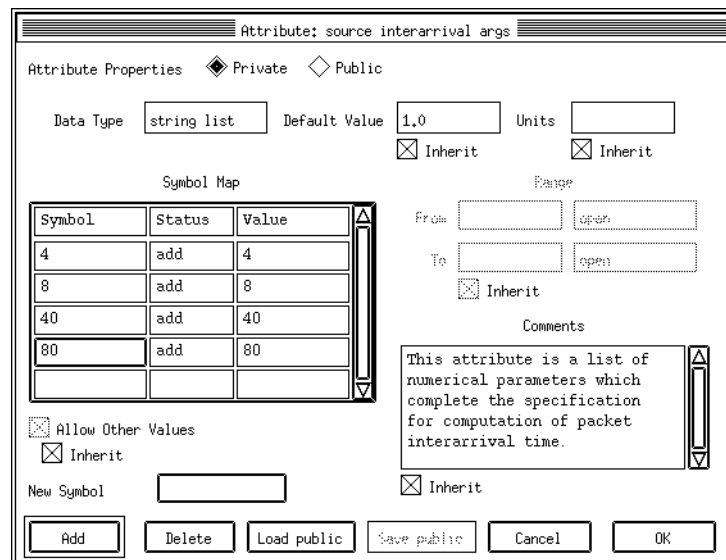 Attribute: source interarrival args
Attribute Properties Private Public
Data Type string list Default Value 1.0 Units
Inherit Inherit
Symbol Map
Symbol Status Value
4 add 4
8 add 8
40 add 40
80 add 80
Allow Other Values
Inherit
New Symbol
Range
From open
To open
Inherit
Comments
This attribute is a list of
numerical parameters which
complete the specification
for computation of packet
interarrival time.
Inherit
Add Delete Load public Save public Cancel OK